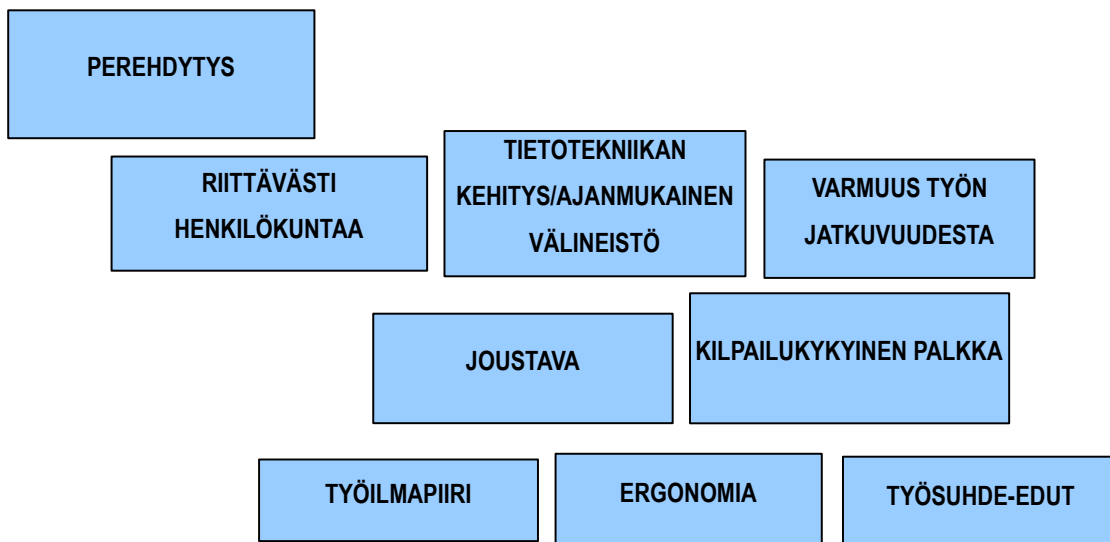 PEREHDYTYS
RIITTÄVÄSTI
HENKILÖKUNTAA
TIETOTEKNIIKAN
KEHITYS/AJANMUKAINEN
VÄLINEISTÖ
VARMUUS TYÖN
JATKUVUUDESTA
JOUSTAVA
KILPAILUKYKYINEN PALKKA
TYÖILMAPIIRI
ERGONOMIA
TYÖSUHDE-EDUT